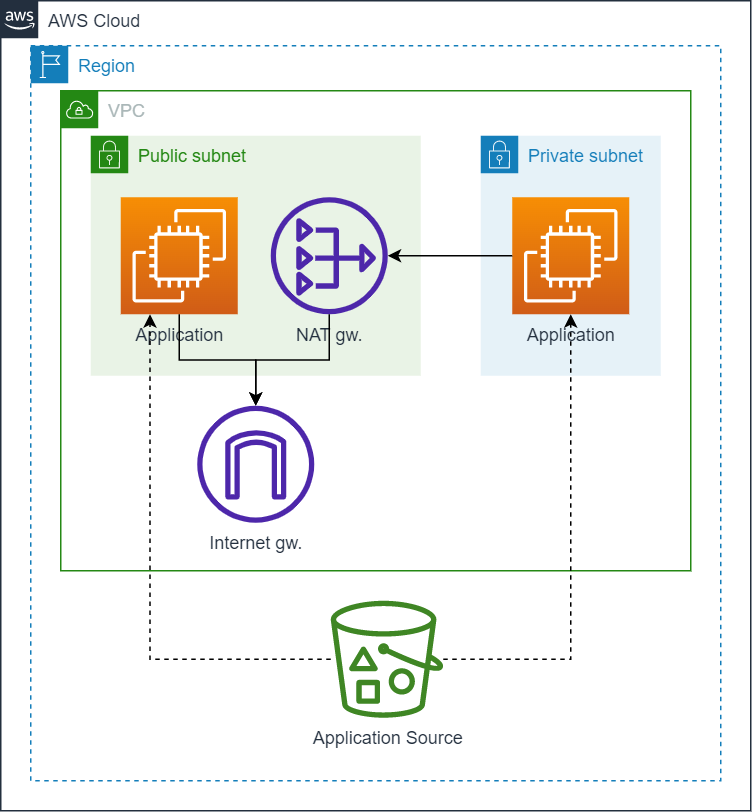 aws
AWS Cloud
Region
VPC
Public subnet
Private subnet
Application
NAT gw.
Application
Internet gw.
Application Source